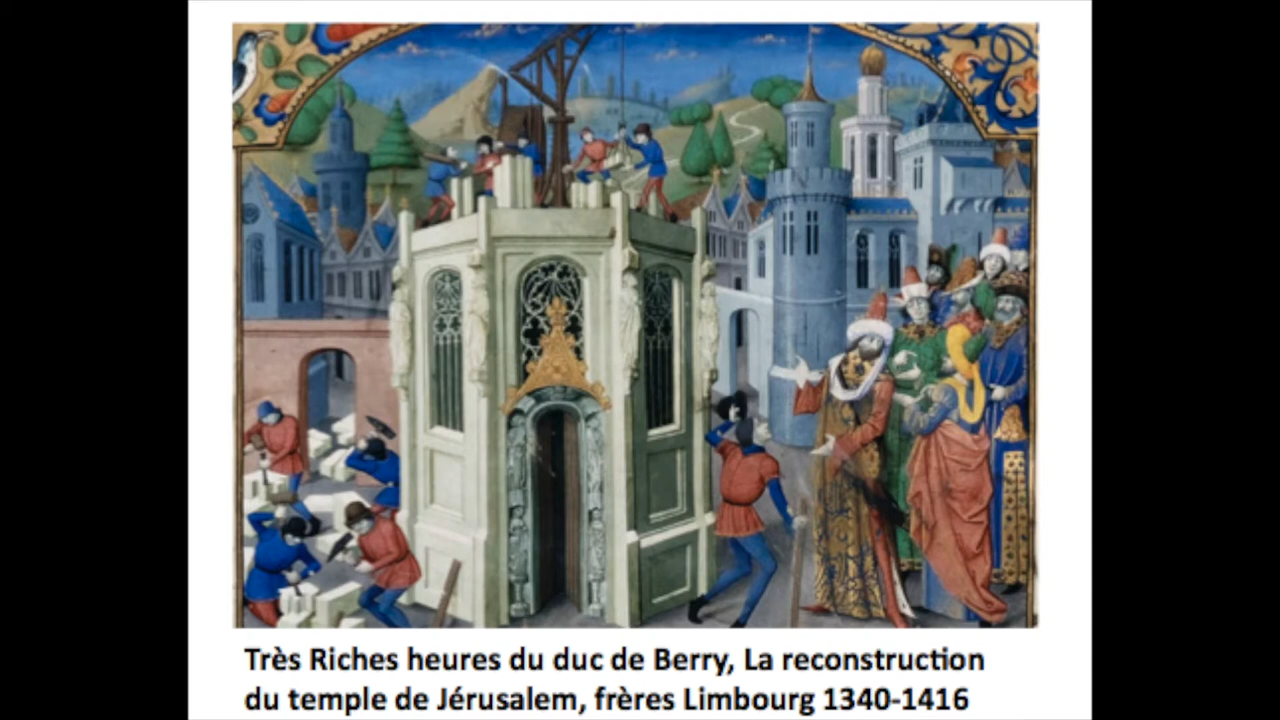 Très Riches heures du duc de Berry, La reconstruction
du temple de Jérusalem, frères Limbourg 1340-1416